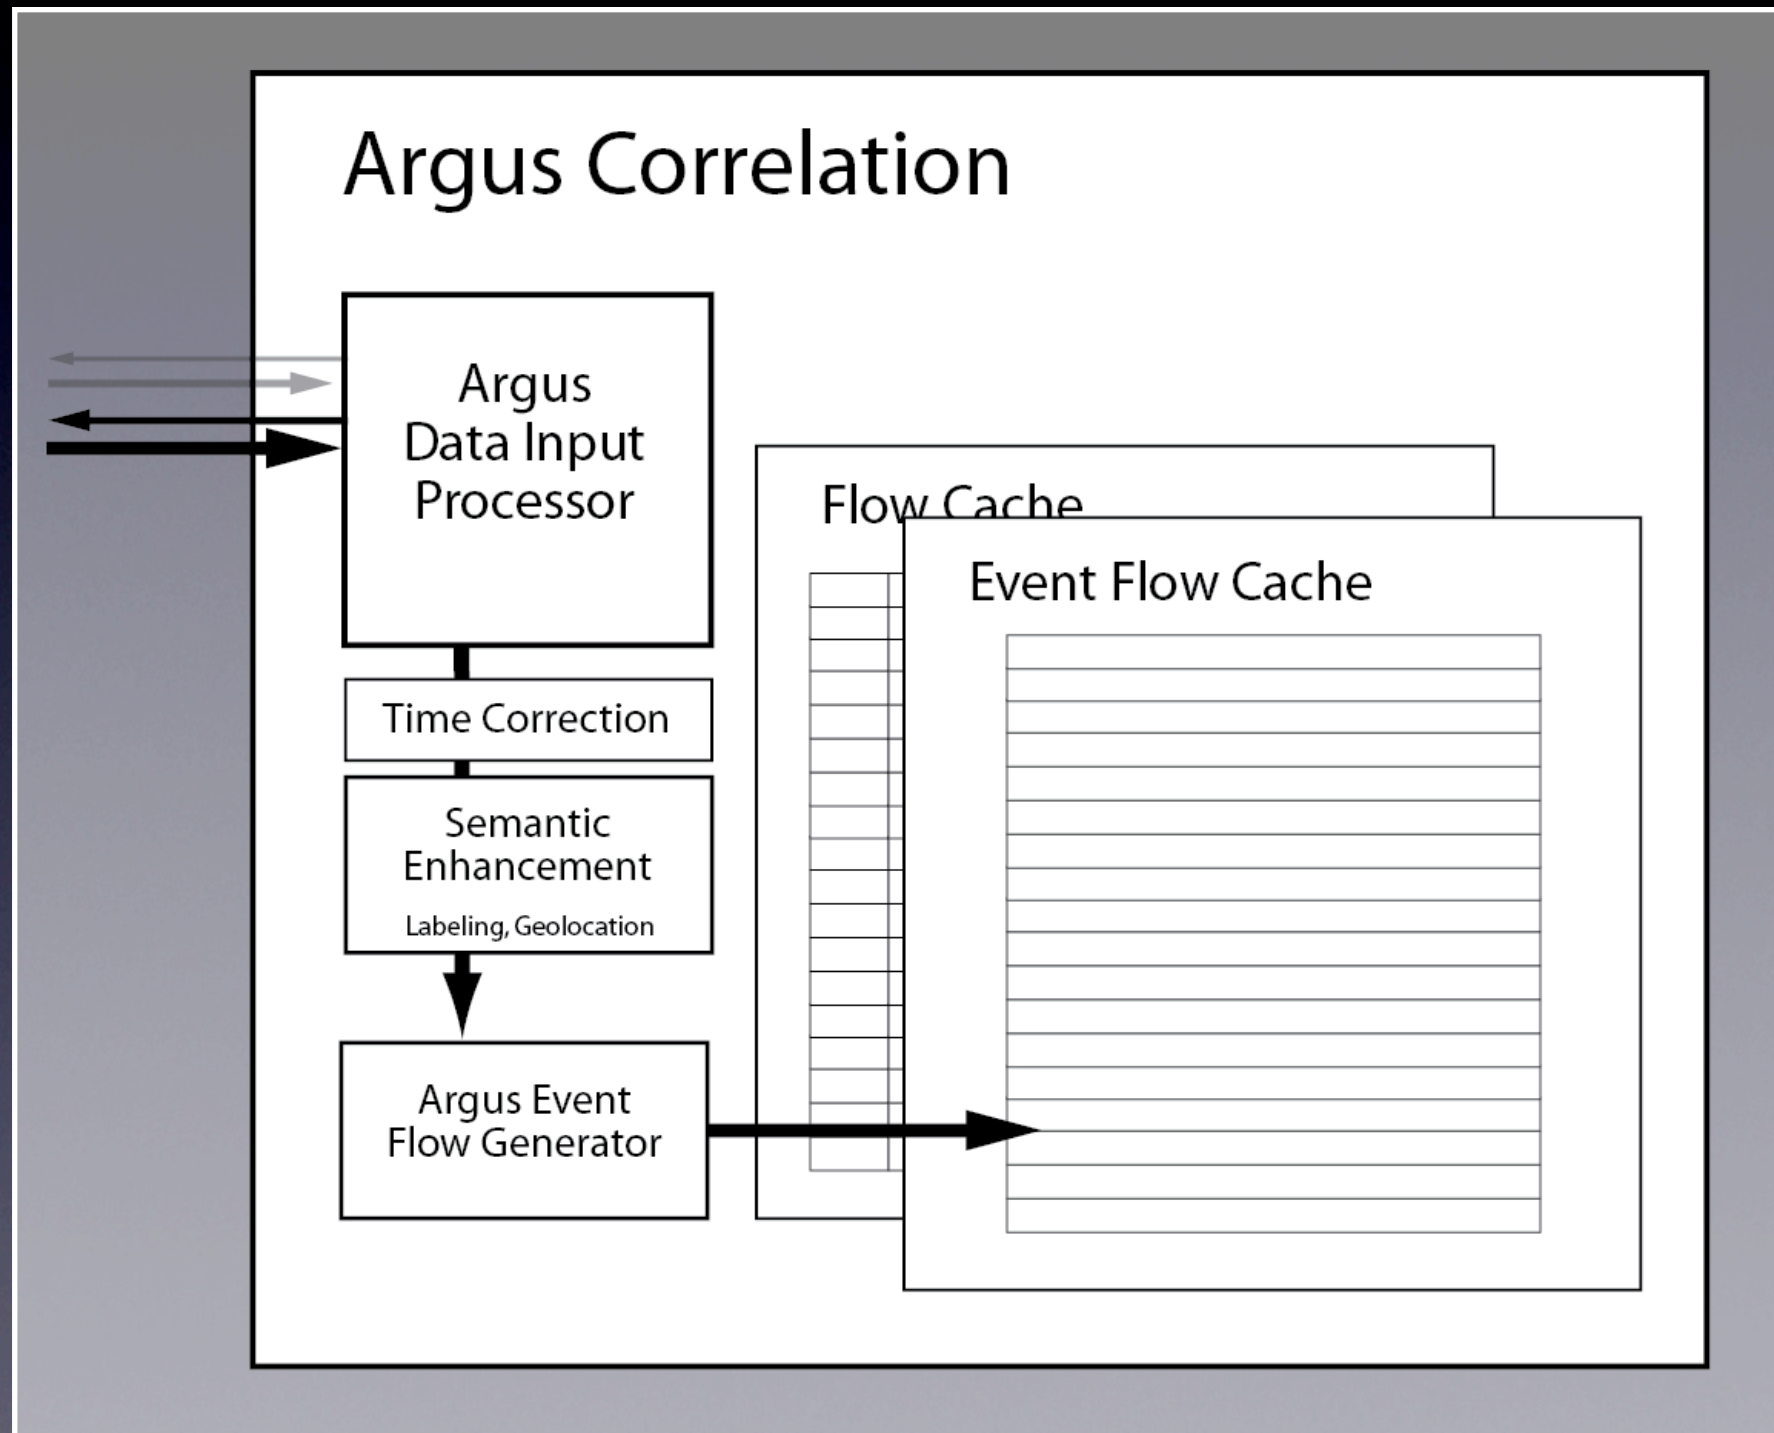 Argus Correlation
Argus
Data Input
Processor
Flow Cache
Event Flow Cache
Time Correction
Semantic
Enhancement
Labeling, Geolocation
Argus Event
Flow Generator